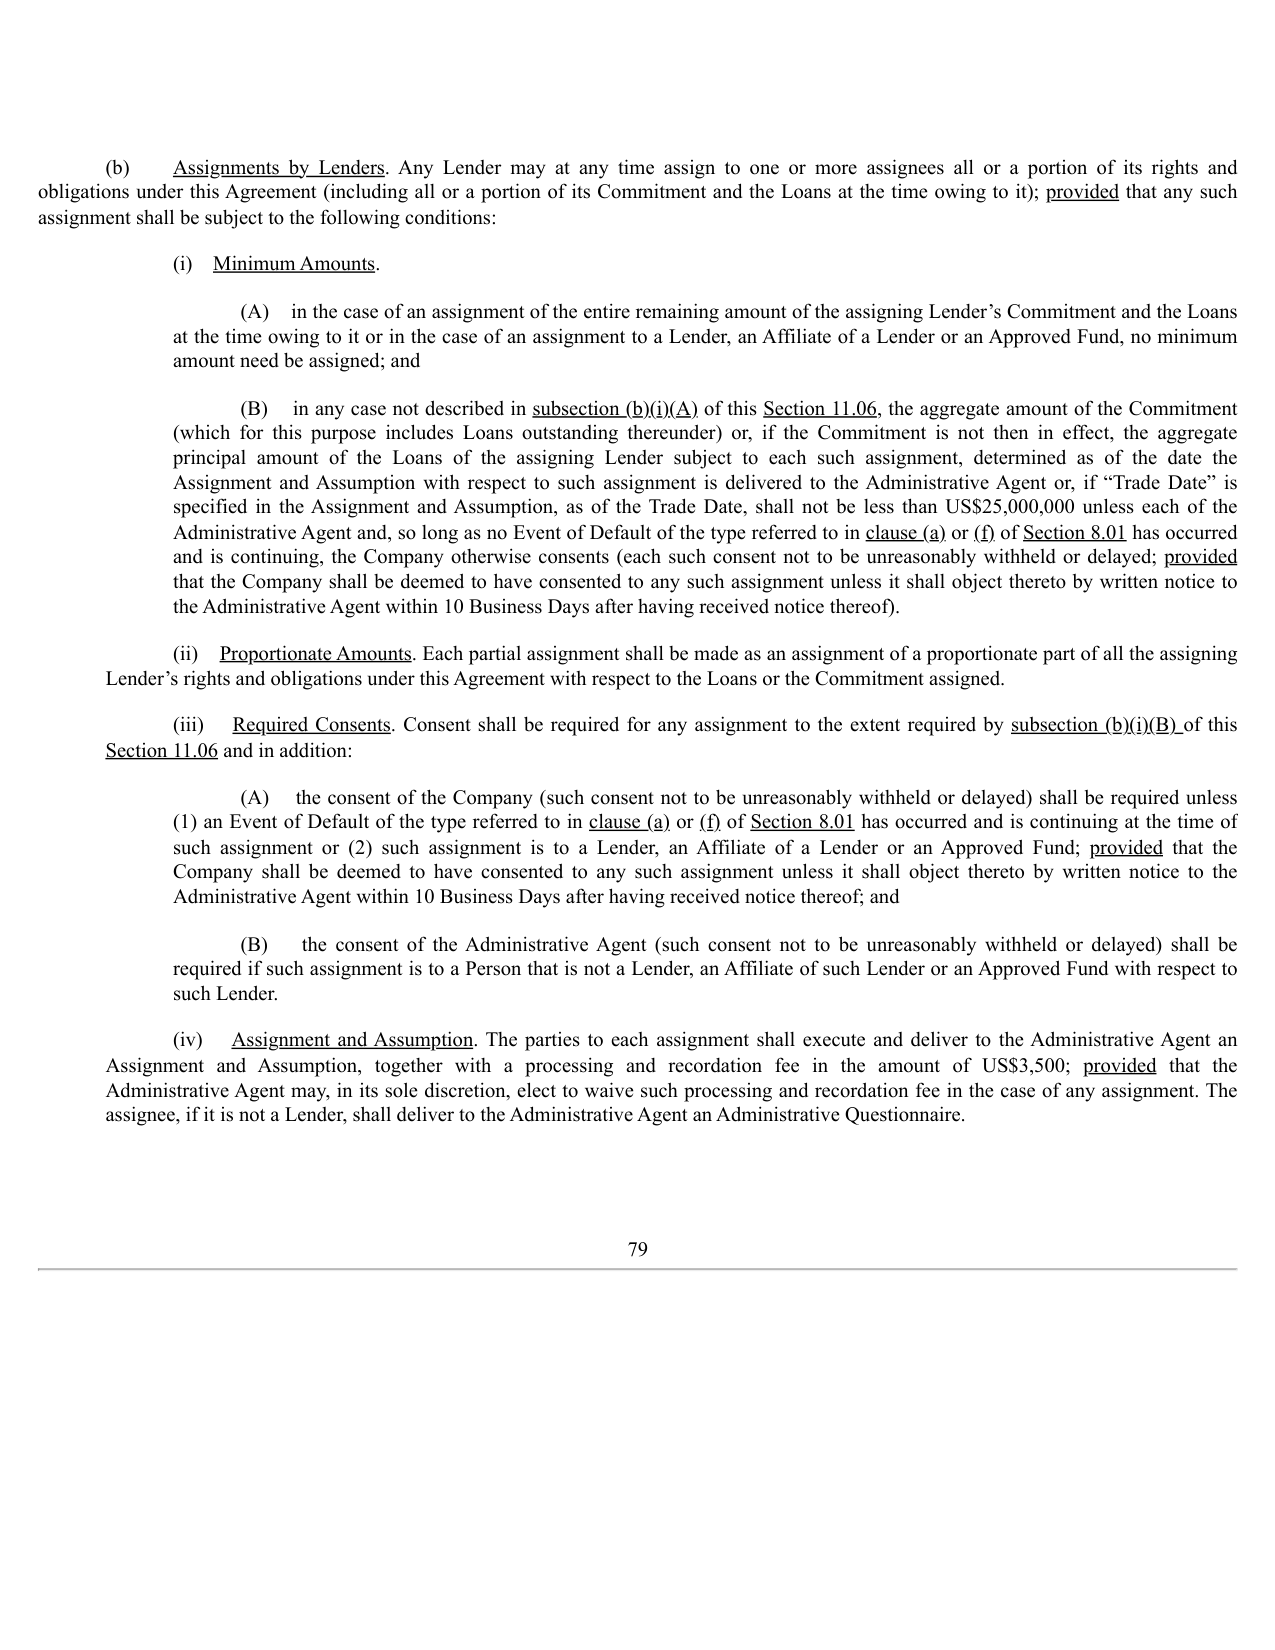 (b) Assignments by Lenders. Any Lender may at any time assign to one or more assignees all or a portion of its rights and
obligations under this Agreement (including all or a portion of its Commitment and the Loans at the time owing to it); provided that any such
assignment shall be subject to the following conditions:
(i) Minimum Amounts.
(A) in the case of an assignment of the entire remaining amount of the assigning Lender’s Commitment and the Loans
at the time owing to it or in the case of an assignment to a Lender, an Affiliate of a Lender or an Approved Fund, no minimum
amount need be assigned; and
(B) in any case not described in subsection (b)(i)(A) of this Section 11.06, the aggregate amount of the Commitment
(which for this purpose includes Loans outstanding thereunder) or, if the Commitment is not then in effect, the aggregate
principal amount of the Loans of the assigning Lender subject to each such assignment, determined as of the date the
Assignment and Assumption with respect to such assignment is delivered to the Administrative Agent or, if “Trade Date” is
specified in the Assignment and Assumption, as of the Trade Date, shall not be less than US$25,000,000 unless each of the
Administrative Agent and, so long as no Event of Default of the type referred to in clause (a) or (f) of Section 8.01 has occurred
and is continuing, the Company otherwise consents (each such consent not to be unreasonably withheld or delayed; provided
that the Company shall be deemed to have consented to any such assignment unless it shall object thereto by written notice to
the Administrative Agent within 10 Business Days after having received notice thereof).
(ii) Proportionate Amounts. Each partial assignment shall be made as an assignment of a proportionate part of all the assigning
Lender’s rights and obligations under this Agreement with respect to the Loans or the Commitment assigned.
(iii) Required Consents. Consent shall be required for any assignment to the extent required by subsection (b)(i)(B) of this
Section 11.06 and in addition:
(A) the consent of the Company (such consent not to be unreasonably withheld or delayed) shall be required unless
(1) an Event of Default of the type referred to in clause (a) or (f) of Section 8.01 has occurred and is continuing at the time of
such assignment or (2) such assignment is to a Lender, an Affiliate of a Lender or an Approved Fund; provided that the
Company shall be deemed to have consented to any such assignment unless it shall object thereto by written notice to the
Administrative Agent within 10 Business Days after having received notice thereof; and
(B) the consent of the Administrative Agent (such consent not to be unreasonably withheld or delayed) shall be
required if such assignment is to a Person that is not a Lender, an Affiliate of such Lender or an Approved Fund with respect to
such Lender.
(iv) Assignment and Assumption. The parties to each assignment shall execute and deliver to the Administrative Agent an
Assignment and Assumption, together with a processing and recordation fee in the amount of US$3,500; provided that the
Administrative Agent may, in its sole discretion, elect to waive such processing and recordation fee in the case of any assignment. The
assignee, if it is not a Lender, shall deliver to the Administrative Agent an Administrative Questionnaire.
79